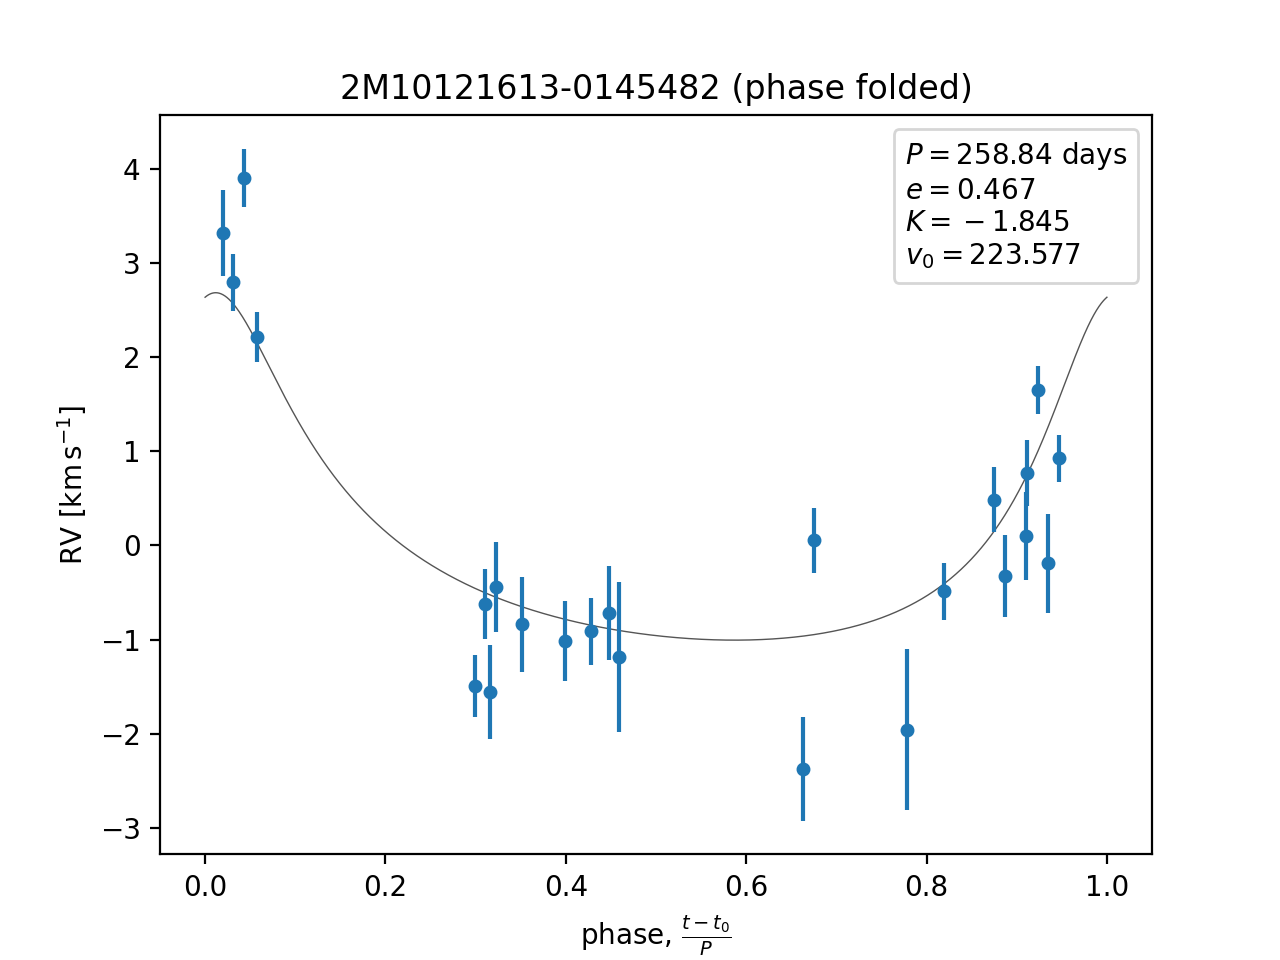 2M10121613-0145482 (phase folded)
P = 258.84 days
e = 0.467
K = −1.845
v₀ = 223.577
RV [km s⁻¹]
4
3
2
1
0
−1
−2
−3
0.0 0.2 0.4 0.6 0.8 1.0
phase, (t − t₀)/P